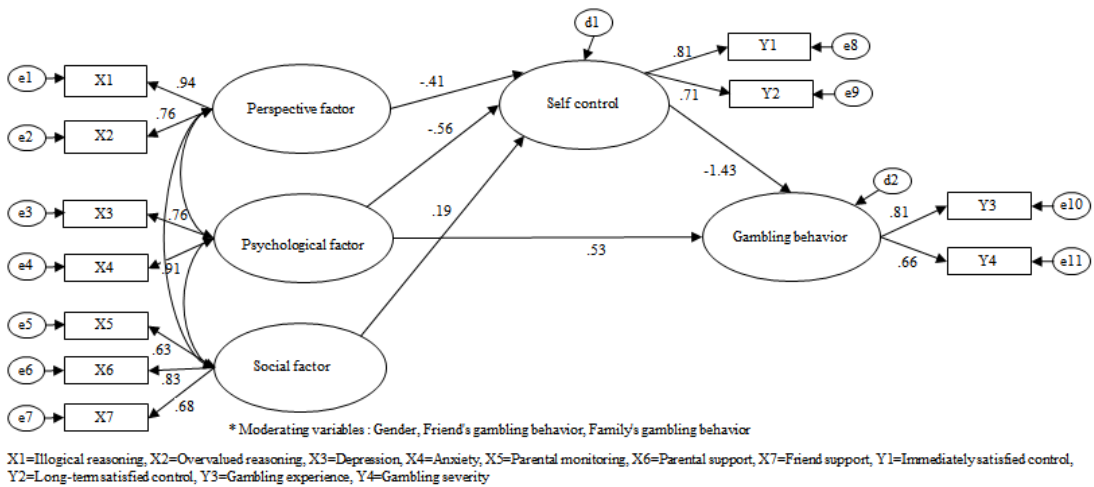 d1
e1 X1 .94 Perspective factor -.41 Self control .81 Y1 e8
e2 X2 .76 .71 Y2 e9
-.56
-1.43 d2
e3 X3 .76 .19 .81 Y3 e10
Psychological factor .53 Gambling behavior
e4 X4 .91 .66 Y4 e11
e5 X5 .63
e6 X6 .83 Social factor
e7 X7 .68
* Moderating variables : Gender, Friend's gambling behavior, Family's gambling behavior
X1=Illogical reasoning, X2=Overvalued reasoning, X3=Depression, X4=Anxiety, X5=Parental monitoring, X6=Parental support, X7=Friend support, Y1=Immediately satisfied control,
Y2=Long-term satisfied control, Y3=Gambling experience, Y4=Gambling severity